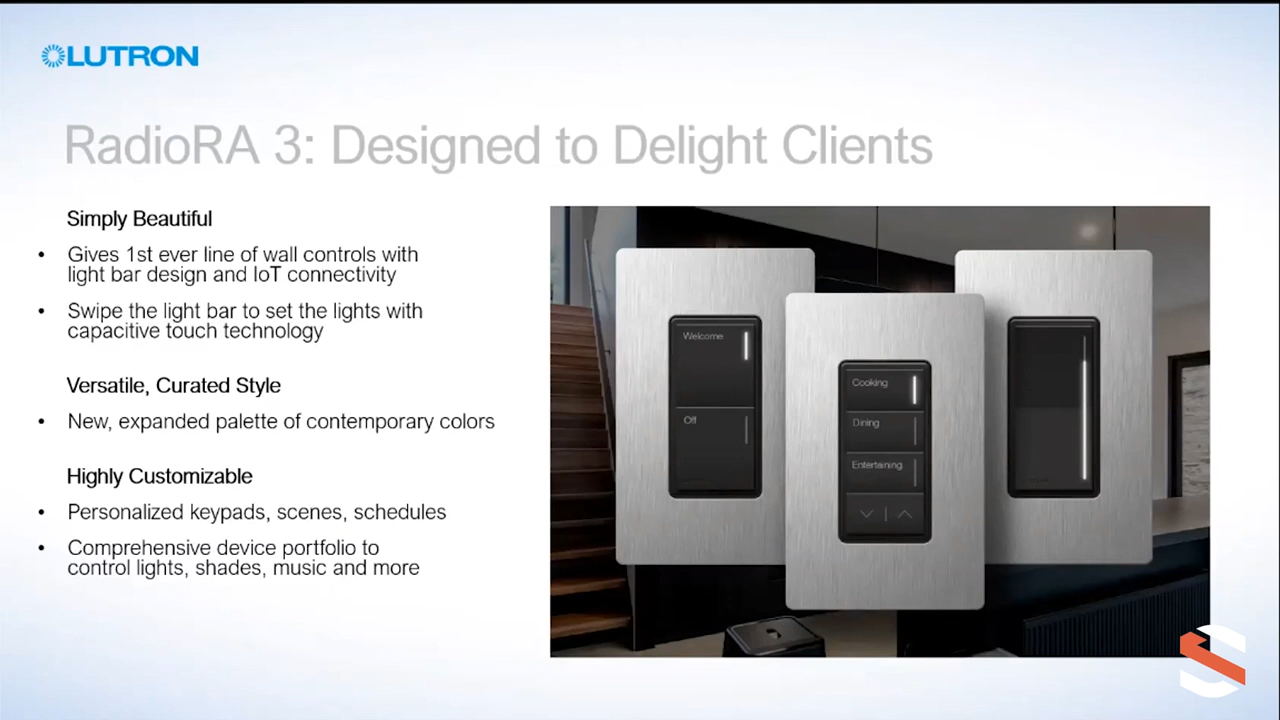 LUTRON
RadioRA 3: Designed to Delight Clients
Simply Beautiful
• Gives 1st ever line of wall controls with
light bar design and IoT connectivity
• Swipe the light bar to set the lights with
capacitive touch technology
Versatile, Curated Style
• New, expanded palette of contemporary colors
Highly Customizable
• Personalized keypads, scenes, schedules
• Comprehensive device portfolio to
control lights, shades, music and more
Welcome
Off
Cooking
Dining
Entertaining